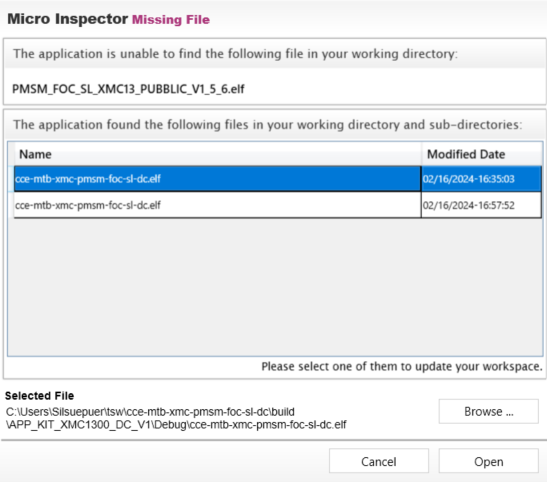 Micro Inspector Missing File
The application is unable to find the following file in your working directory:
PMSM_FOC_SL_XMC13_PUBBLIC_V1_5_6.elf
The application found the following files in your working directory and sub-directories:
Name Modified Date
cce-mtb-xmc-pmsm-foc-sl-dc.elf 02/16/2024-16:35:03
cce-mtb-xmc-pmsm-foc-sl-dc.elf 02/16/2024-16:57:52
Please select one of them to update your workspace.
Selected File
C:\Users\Silsuepuer\tsw\cce-mtb-xmc-pmsm-foc-sl-dc\build
\APP_KIT_XMC1300_DC_V1\Debug\cce-mtb-xmc-pmsm-foc-sl-dc.elf
Browse ...
Cancel Open